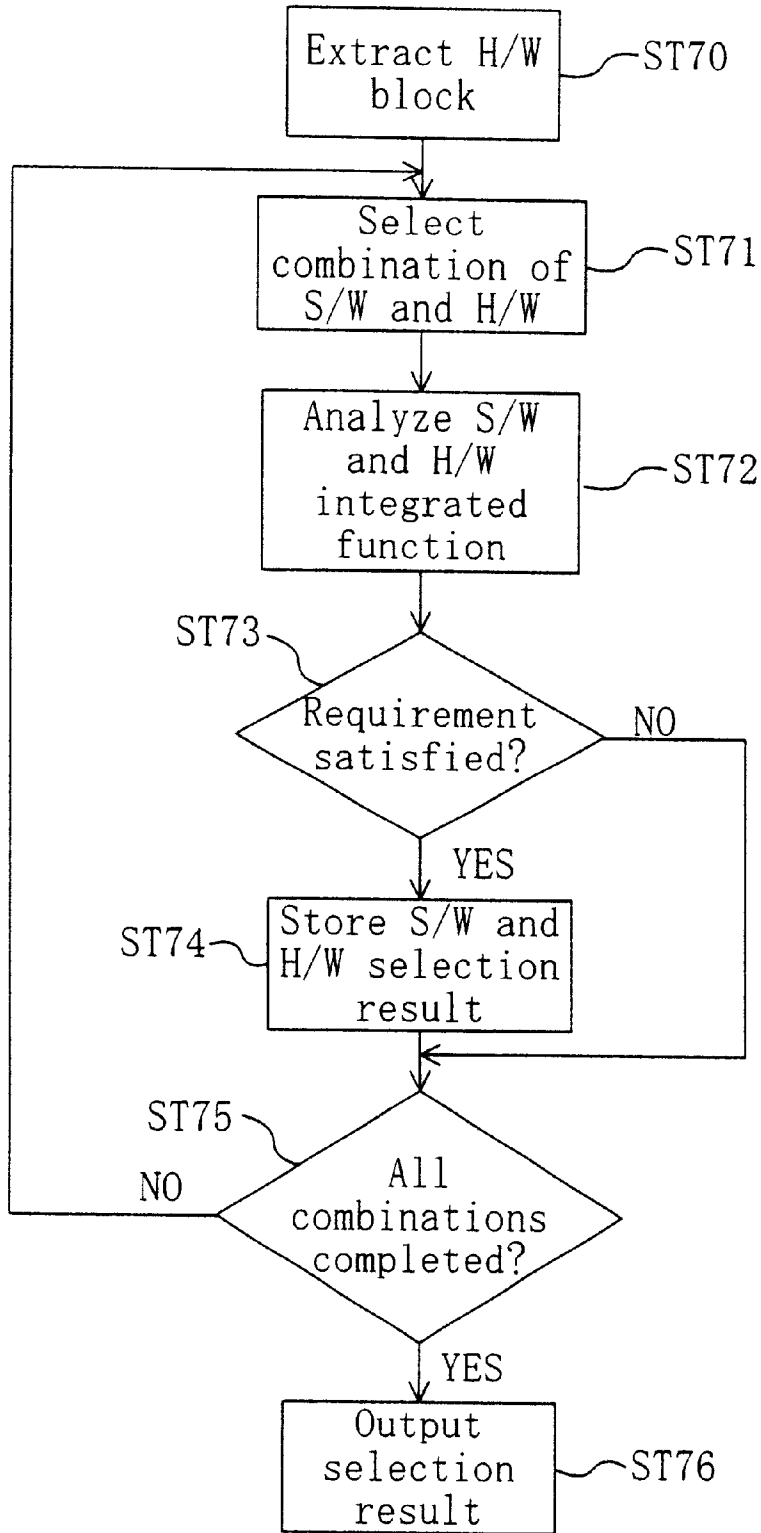 Extract H/W
block
ST70
Select
combination of
S/W and H/W
ST71
Analyze S/W
and H/W
integrated
function
ST72
ST73
Requirement
satisfied?
NO
YES
Store S/W and
H/W selection
result
ST74
ST75
NO
All
combinations
completed?
YES
Output
selection
result
ST76